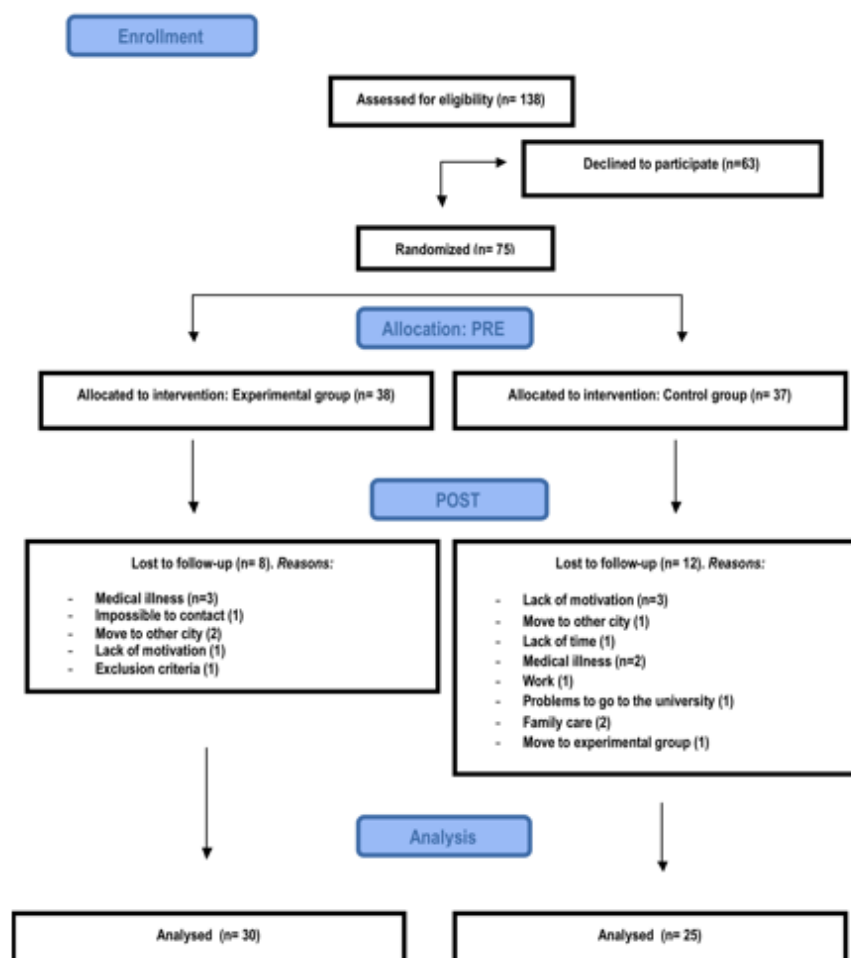 Enrollment
Assessed for eligibility (n= 138)
Declined to participate (n=63)
Randomized (n= 75)
Allocation: PRE
Allocated to intervention: Experimental group (n= 38)
Allocated to intervention: Control group (n= 37)
POST
Lost to follow-up (n= 8). Reasons:
- Medical illness (n=3)
- Impossible to contact (1)
- Move to other city (2)
- Lack of motivation (1)
- Exclusion criteria (1)
Lost to follow-up (n= 12). Reasons:
- Lack of motivation (n=3)
- Move to other city (1)
- Lack of time (1)
- Medical illness (n=2)
- Work (1)
- Problems to go to the university (1)
- Family care (2)
- Move to experimental group (1)
Analysis
Analysed (n= 30)
Analysed (n= 25)